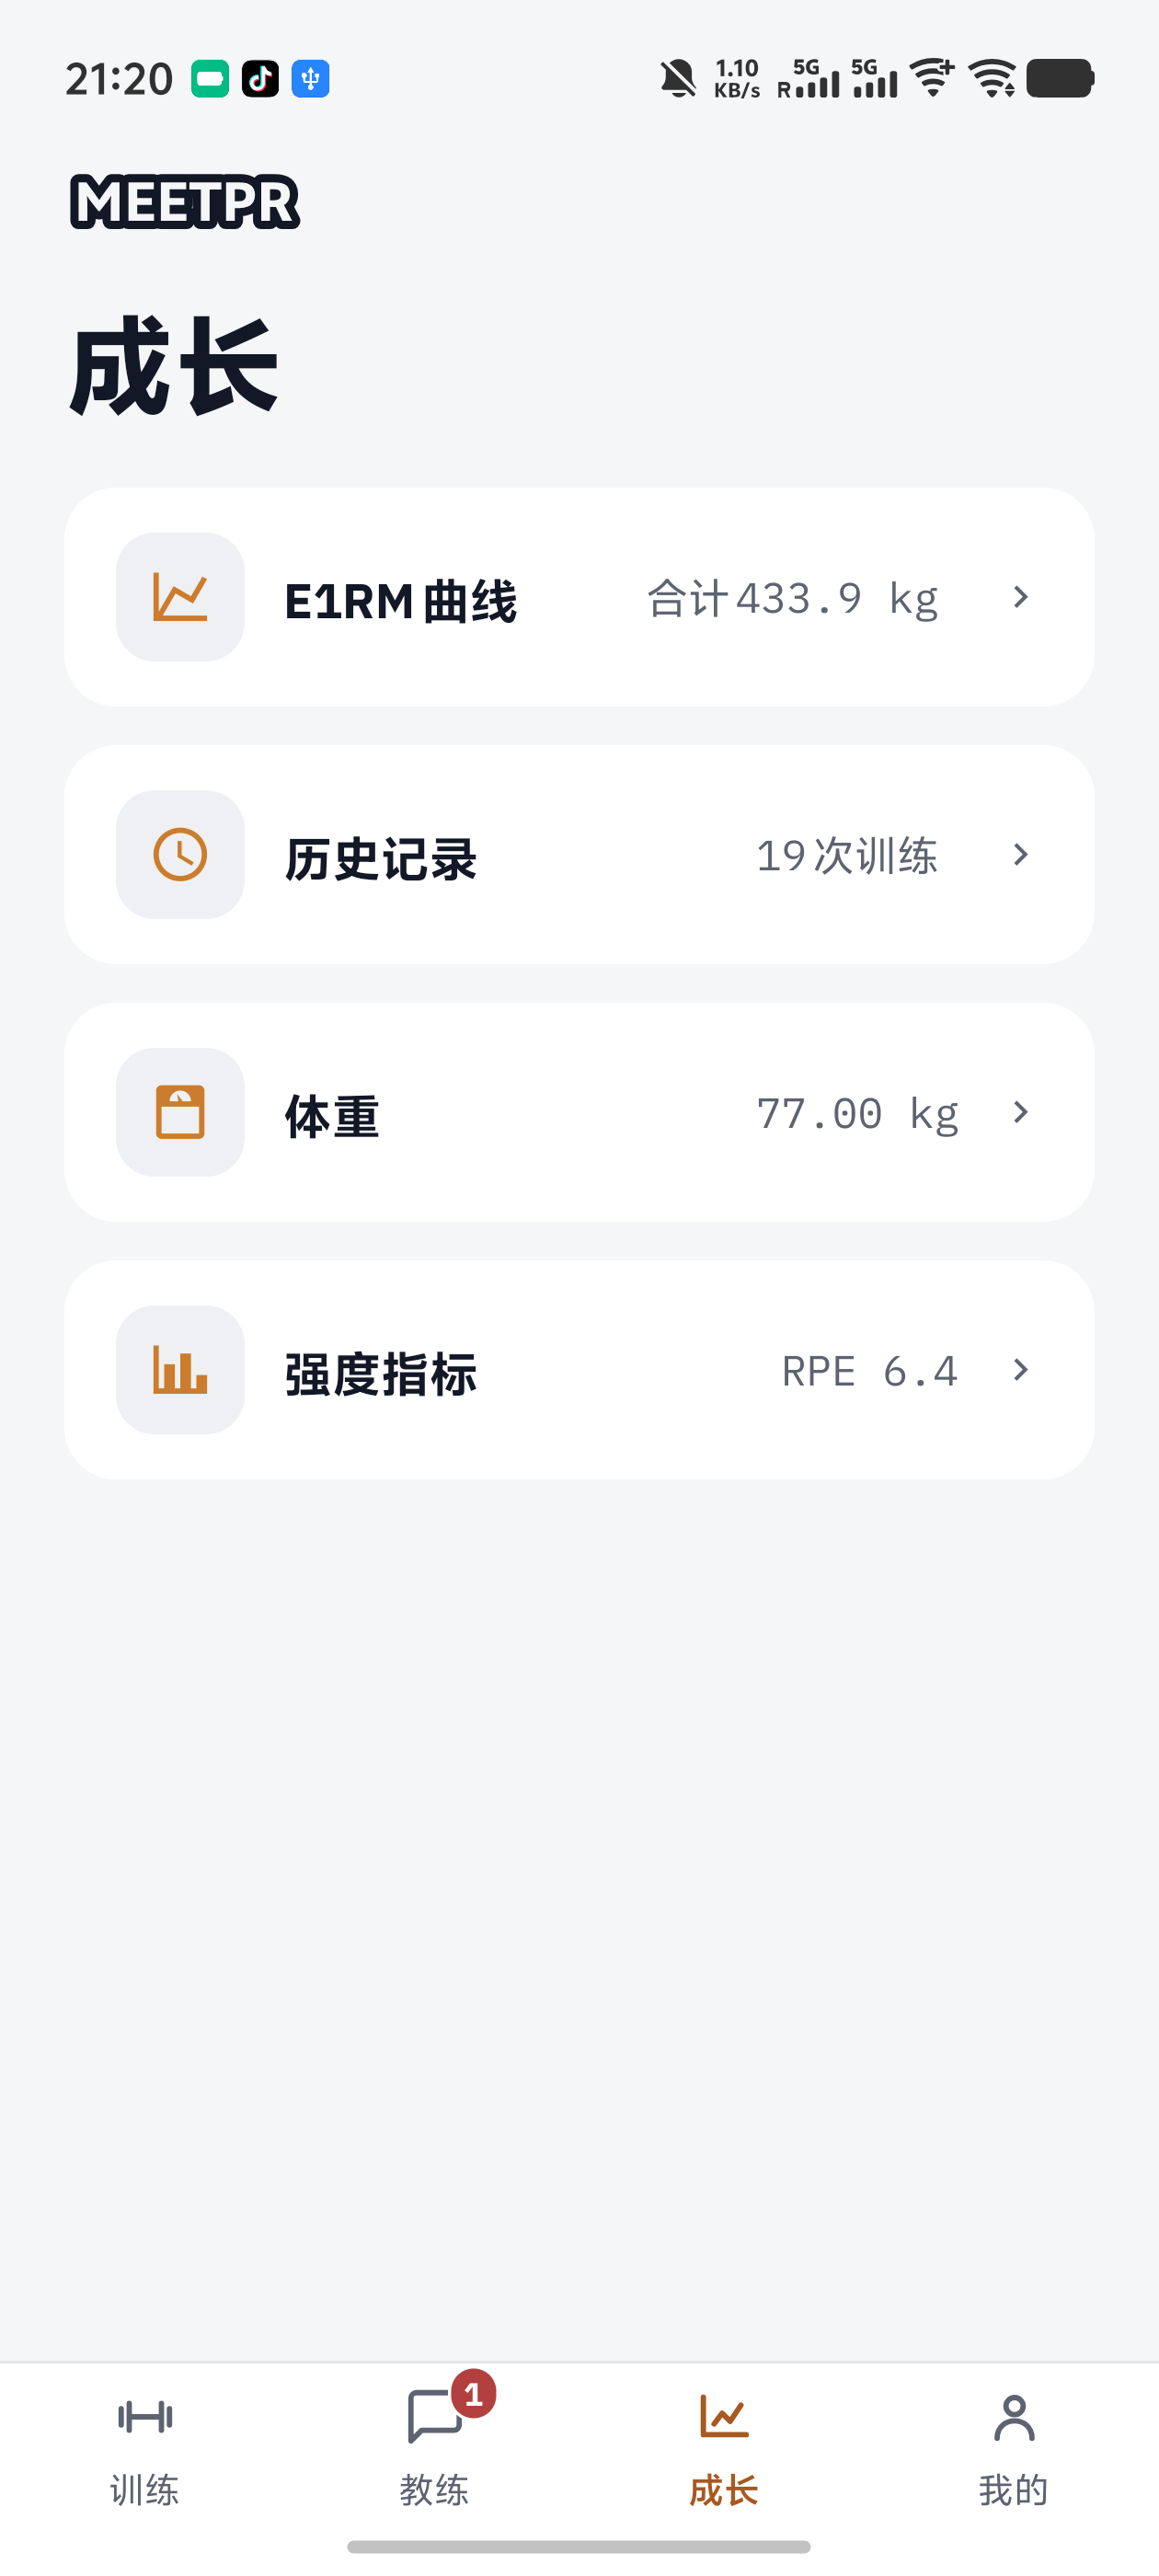 21:20
1.10 KB/s R 5G 5G
MEETPR
成长
E1RM曲线 合计433.9 kg
历史记录 19次训练
体重 77.00 kg
强度指标 RPE 6.4
1
训练 教练 成长 我的